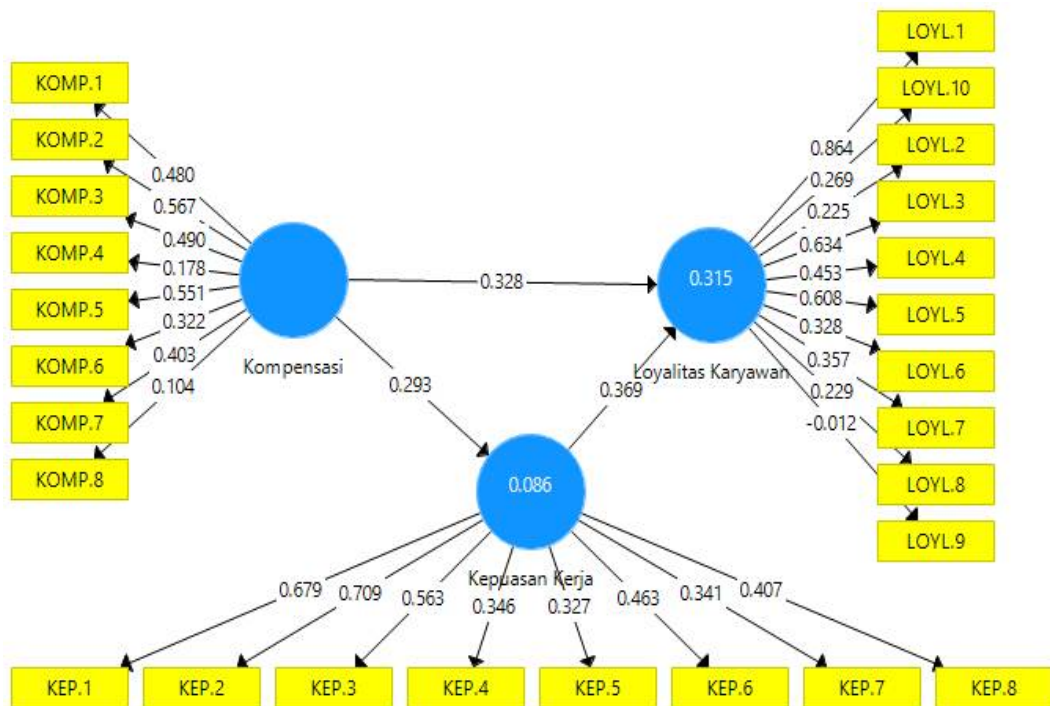 KOMP.1
KOMP.2
KOMP.3
KOMP.4
KOMP.5
KOMP.6
KOMP.7
KOMP.8
0.480
0.567
0.490
0.178
0.551
0.322
0.403
0.104
Kompensasi
0.328
0.293
0.369
0.315
Loyalitas Karyawan
0.864
0.269
0.225
0.634
0.453
0.608
0.328
0.357
0.229
-0.012
LOYL.1
LOYL.10
LOYL.2
LOYL.3
LOYL.4
LOYL.5
LOYL.6
LOYL.7
LOYL.8
LOYL.9
0.086
Kepuasan Kerja
0.679
0.709
0.563
0.346
0.327
0.463
0.341
0.407
KEP.1
KEP.2
KEP.3
KEP.4
KEP.5
KEP.6
KEP.7
KEP.8